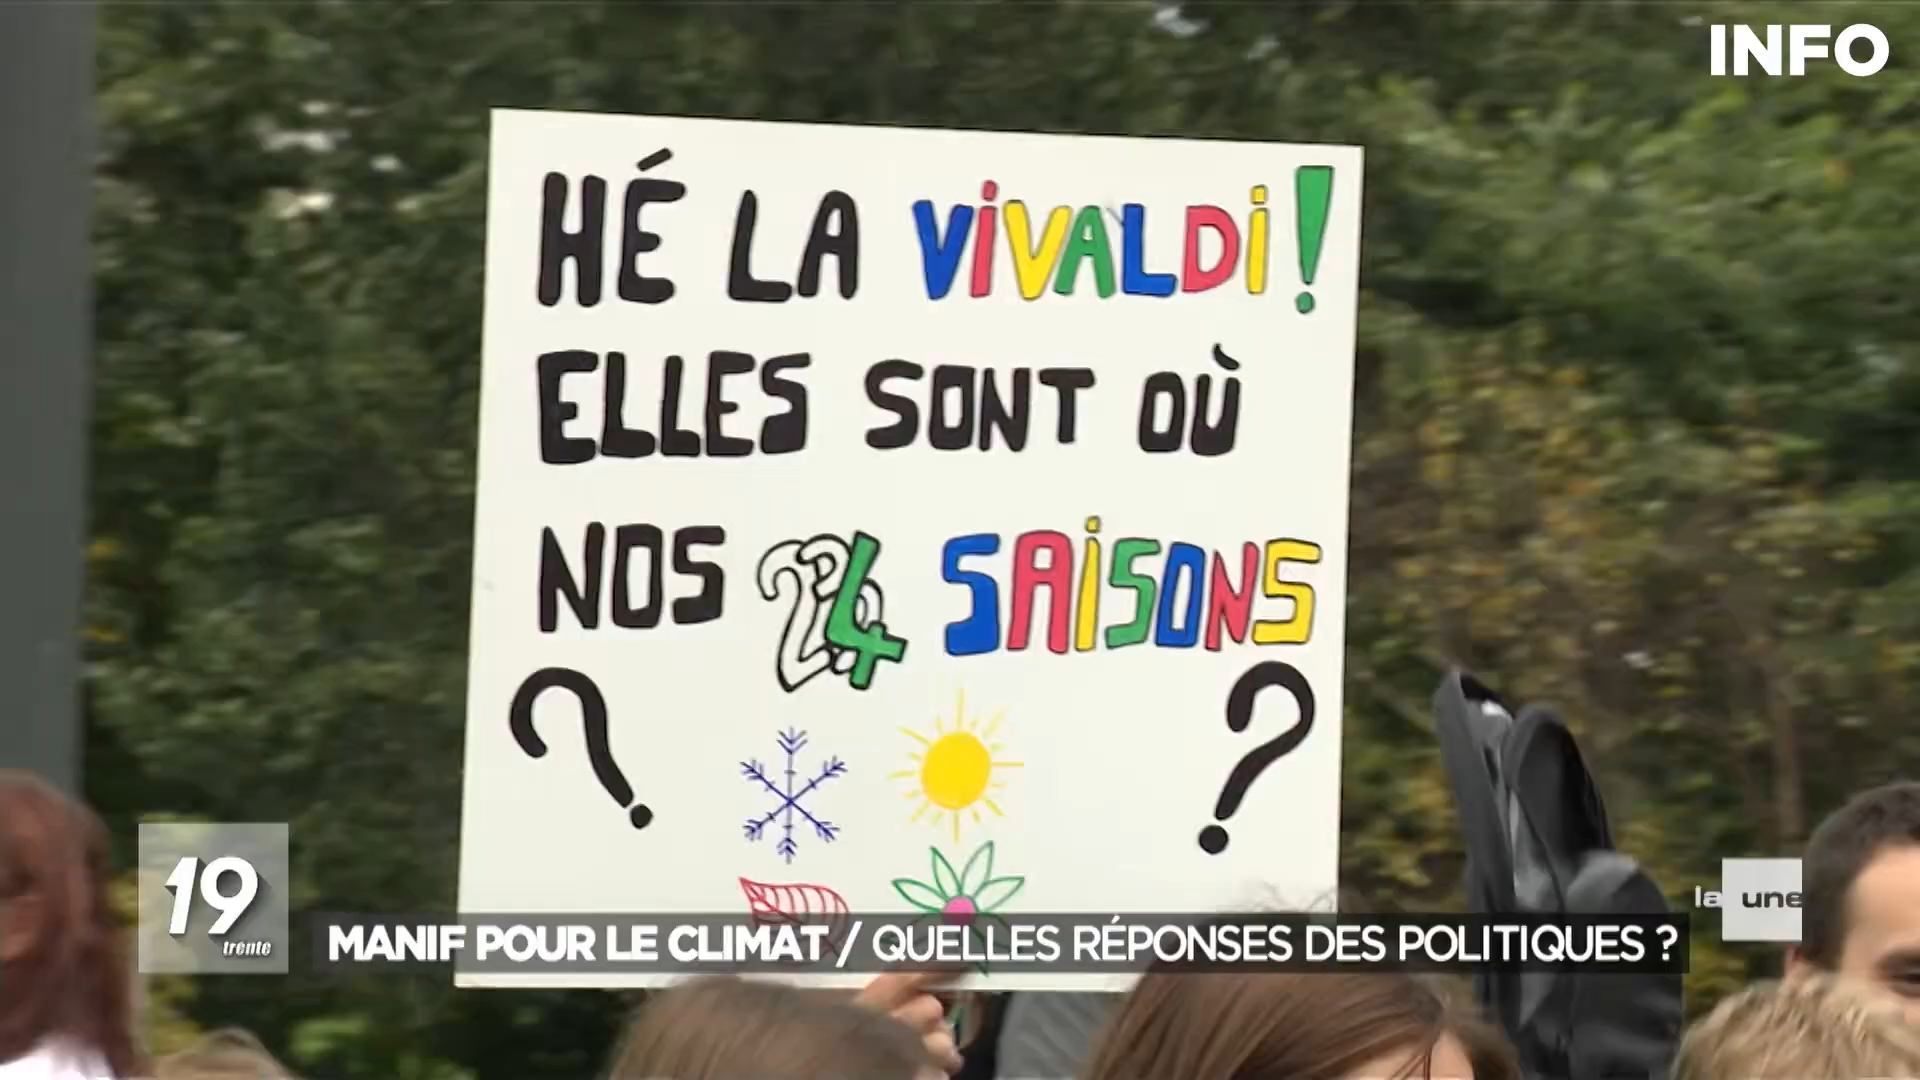 INFO
HÉ LA ViVALDi !
ELLES SONT OÙ
NOS 4 SAiSONS
? ?
19
trente
MANIF POUR LE CLIMAT / QUELLES RÉPONSES DES POLITIQUES ?
la une